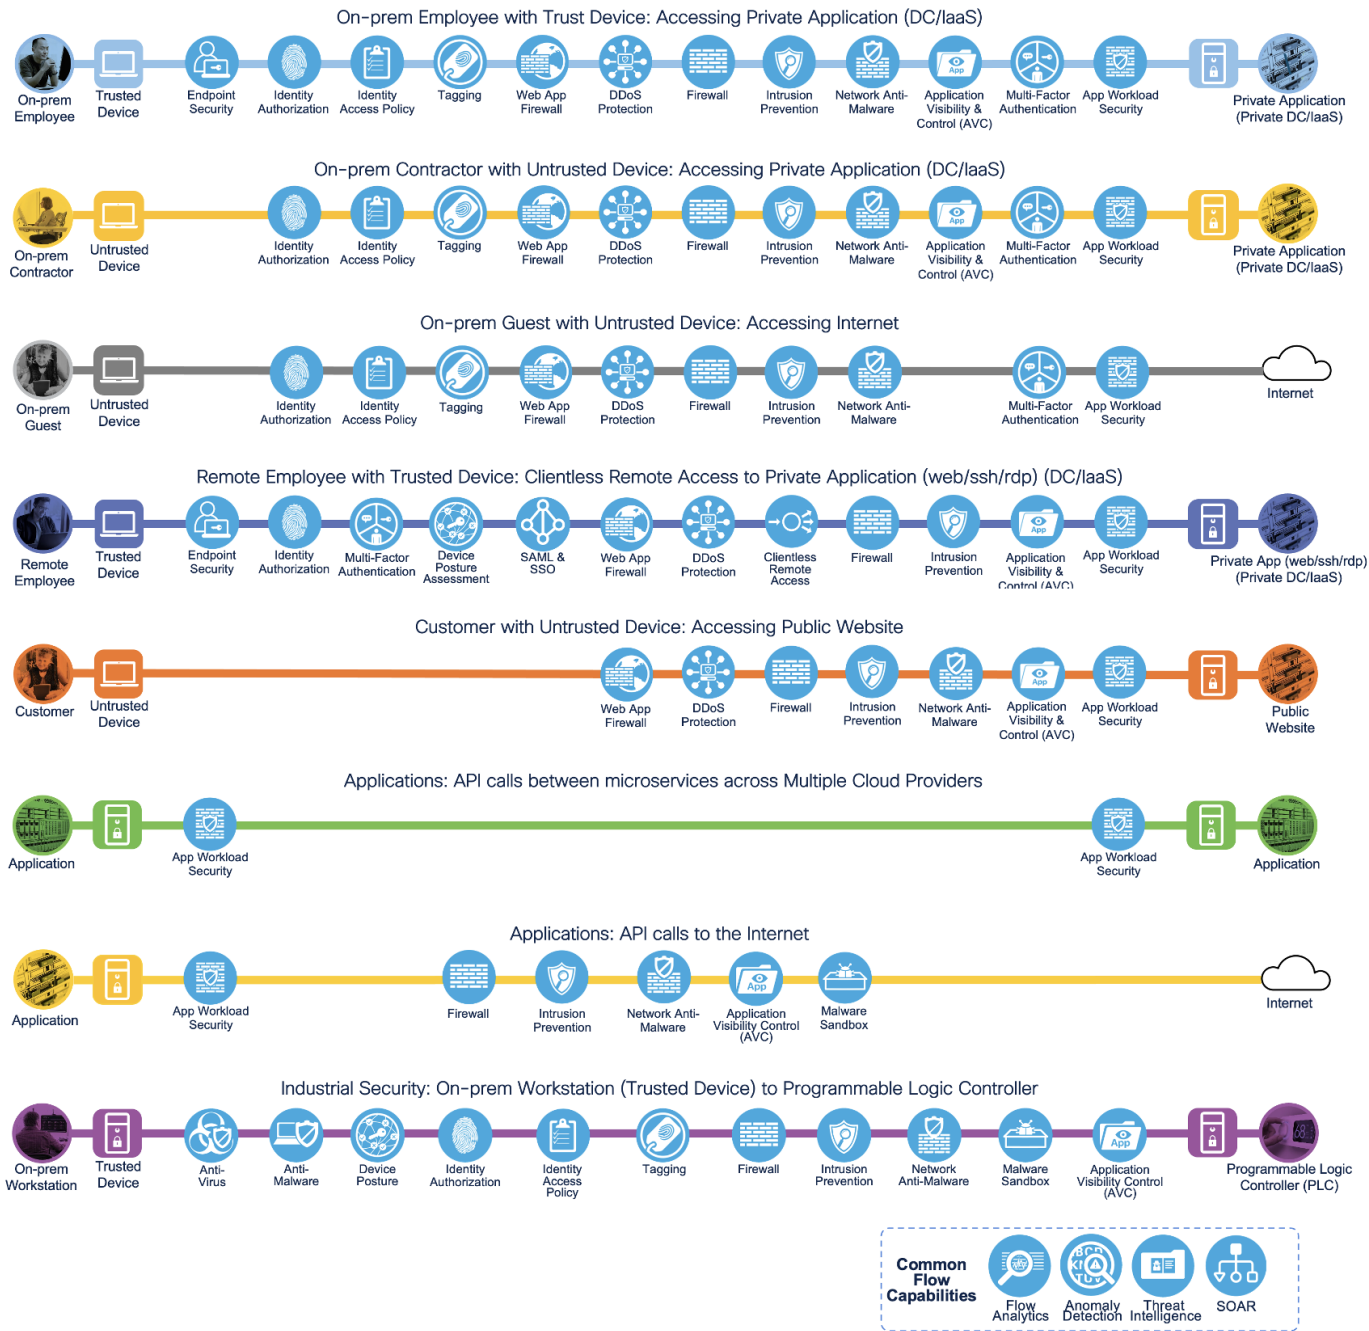 On-prem Employee with Trust Device: Accessing Private Application (DC/IaaS)
On-prem
Employee
Trusted
Device
Endpoint
Security
Identity
Authorization
Identity
Access Policy
Tagging
Web App
Firewall
DDoS
Protection
Firewall
Intrusion
Prevention
Network Anti-
Malware
App
Application
Visibility &
Control (AVC)
Multi-Factor
Authentication
App Workload
Security
Private Application
(Private DC/IaaS)
On-prem Contractor with Untrusted Device: Accessing Private Application (DC/IaaS)
On-prem
Contractor
Untrusted
Device
Identity
Authorization
Identity
Access Policy
Tagging
Web App
Firewall
DDoS
Protection
Firewall
Intrusion
Prevention
Network Anti-
Malware
App
Application
Visibility &
Control (AVC)
Multi-Factor
Authentication
App Workload
Security
Private Application
(Private DC/IaaS)
On-prem Guest with Untrusted Device: Accessing Internet
On-prem
Guest
Untrusted
Device
Identity
Authorization
Identity
Access Policy
Tagging
Web App
Firewall
DDoS
Protection
Firewall
Intrusion
Prevention
Network Anti-
Malware
Multi-Factor
Authentication
App Workload
Security
Internet
Remote Employee with Trusted Device: Clientless Remote Access to Private Application (web/ssh/rdp) (DC/IaaS)
Remote
Employee
Trusted
Device
Endpoint
Security
Identity
Authorization
Multi-Factor
Authentication
Device
Posture
Assessment
SAML &
SSO
Web App
Firewall
DDoS
Protection
Clientless
Remote
Access
Firewall
Intrusion
Prevention
App
Application
Visibility &
Control (AVC)
App Workload
Security
Private App (web/ssh/rdp)
(Private DC/IaaS)
Customer with Untrusted Device: Accessing Public Website
Customer
Untrusted
Device
Web App
Firewall
DDoS
Protection
Firewall
Intrusion
Prevention
Network Anti-
Malware
App
Application
Visibility &
Control (AVC)
App Workload
Security
Public
Website
Applications: API calls between microservices across Multiple Cloud Providers
Application
App Workload
Security
App Workload
Security
Application
Applications: API calls to the Internet
Application
App Workload
Security
Firewall
Intrusion
Prevention
Network Anti-
Malware
App
Application
Visibility Control
(AVC)
Malware
Sandbox
Internet
Industrial Security: On-prem Workstation (Trusted Device) to Programmable Logic Controller
On-prem
Workstation
Trusted
Device
Anti-
Virus
Anti-
Malware
Device
Posture
Identity
Authorization
Identity
Access
Policy
Tagging
Firewall
Intrusion
Prevention
Network
Anti-Malware
Malware
Sandbox
App
Application
Visibility Control
(AVC)
Programmable Logic
Controller (PLC)
Common
Flow
Capabilities
Flow
Analytics
Anomaly
Detection
Threat
Intelligence
SOAR